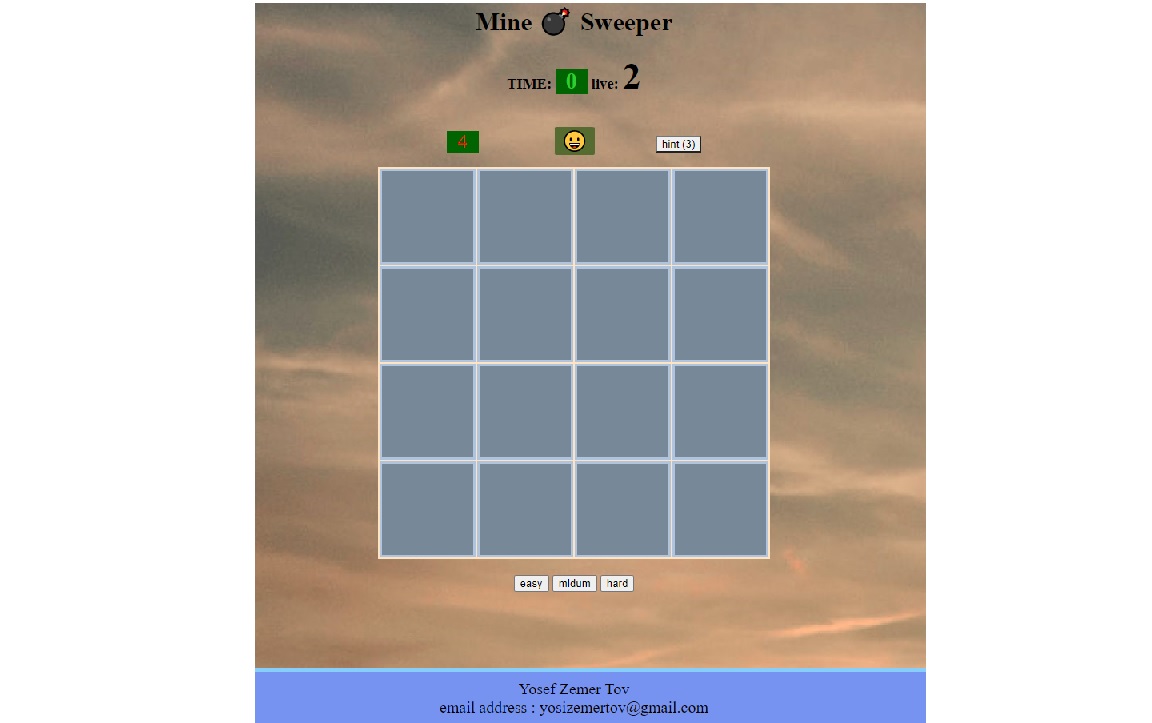 Mine 💣 Sweeper
TIME: 0 live: 2
4 😀 hint (3)
easy midum hard
Yosef Zemer Tov
email address : yosizemertov@gmail.com